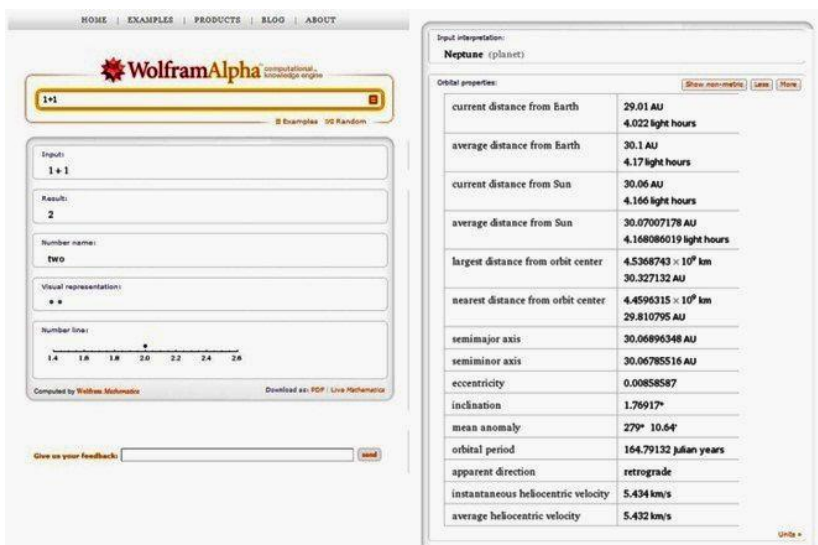 HOME | EXAMPLES | PRODUCTS | BLOG | ABOUT
WolframAlpha computational knowledge engine
1+1
Examples Random
Input:
1 + 1
Result:
2
Number name:
two
Visual representation:
Number line:
1.4 1.6 1.8 2.0 2.2 2.4 2.6
Computed by Wolfram Mathematica
Download as: PDF | Live Mathematica
Give us your feedback:
send
Input interpretation:
Neptune (planet)
Orbital properties:
Show non-metric Less More
current distance from Earth 29.01 AU
4.022 light hours
average distance from Earth 30.1 AU
4.17 light hours
current distance from Sun 30.06 AU
4.166 light hours
average distance from Sun 30.07007178 AU
4.168086019 light hours
largest distance from orbit center 4.5368743 × 10⁹ km
30.327132 AU
nearest distance from orbit center 4.4596315 × 10⁹ km
29.810795 AU
semimajor axis 30.06896348 AU
semiminor axis 30.06785516 AU
eccentricity 0.00858587
inclination 1.76917°
mean anomaly 279° 10.64'
orbital period 164.79132 Julian years
apparent direction retrograde
instantaneous heliocentric velocity 5.434 km/s
average heliocentric velocity 5.432 km/s
Units »